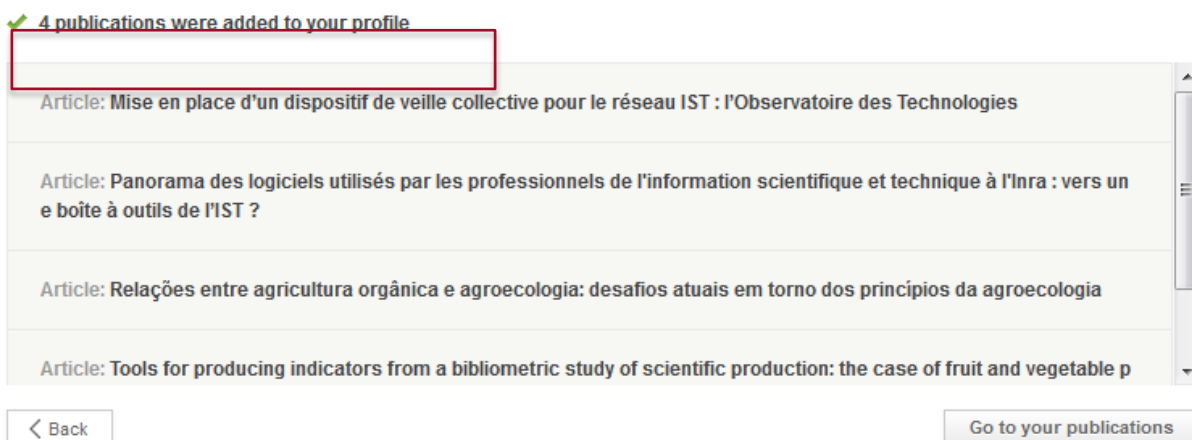 4 publications were added to your profile
Article: Mise en place d'un dispositif de veille collective pour le réseau IST : l'Observatoire des Technologies
Article: Panorama des logiciels utilisés par les professionnels de l'information scientifique et technique à l'Inra : vers un
e boîte à outils de l'IST ?
Article: Relações entre agricultura orgânica e agroecologia: desafios atuais em torno dos princípios da agroecologia
Article: Tools for producing indicators from a bibliometric study of scientific production: the case of fruit and vegetable p
Back
Go to your publications